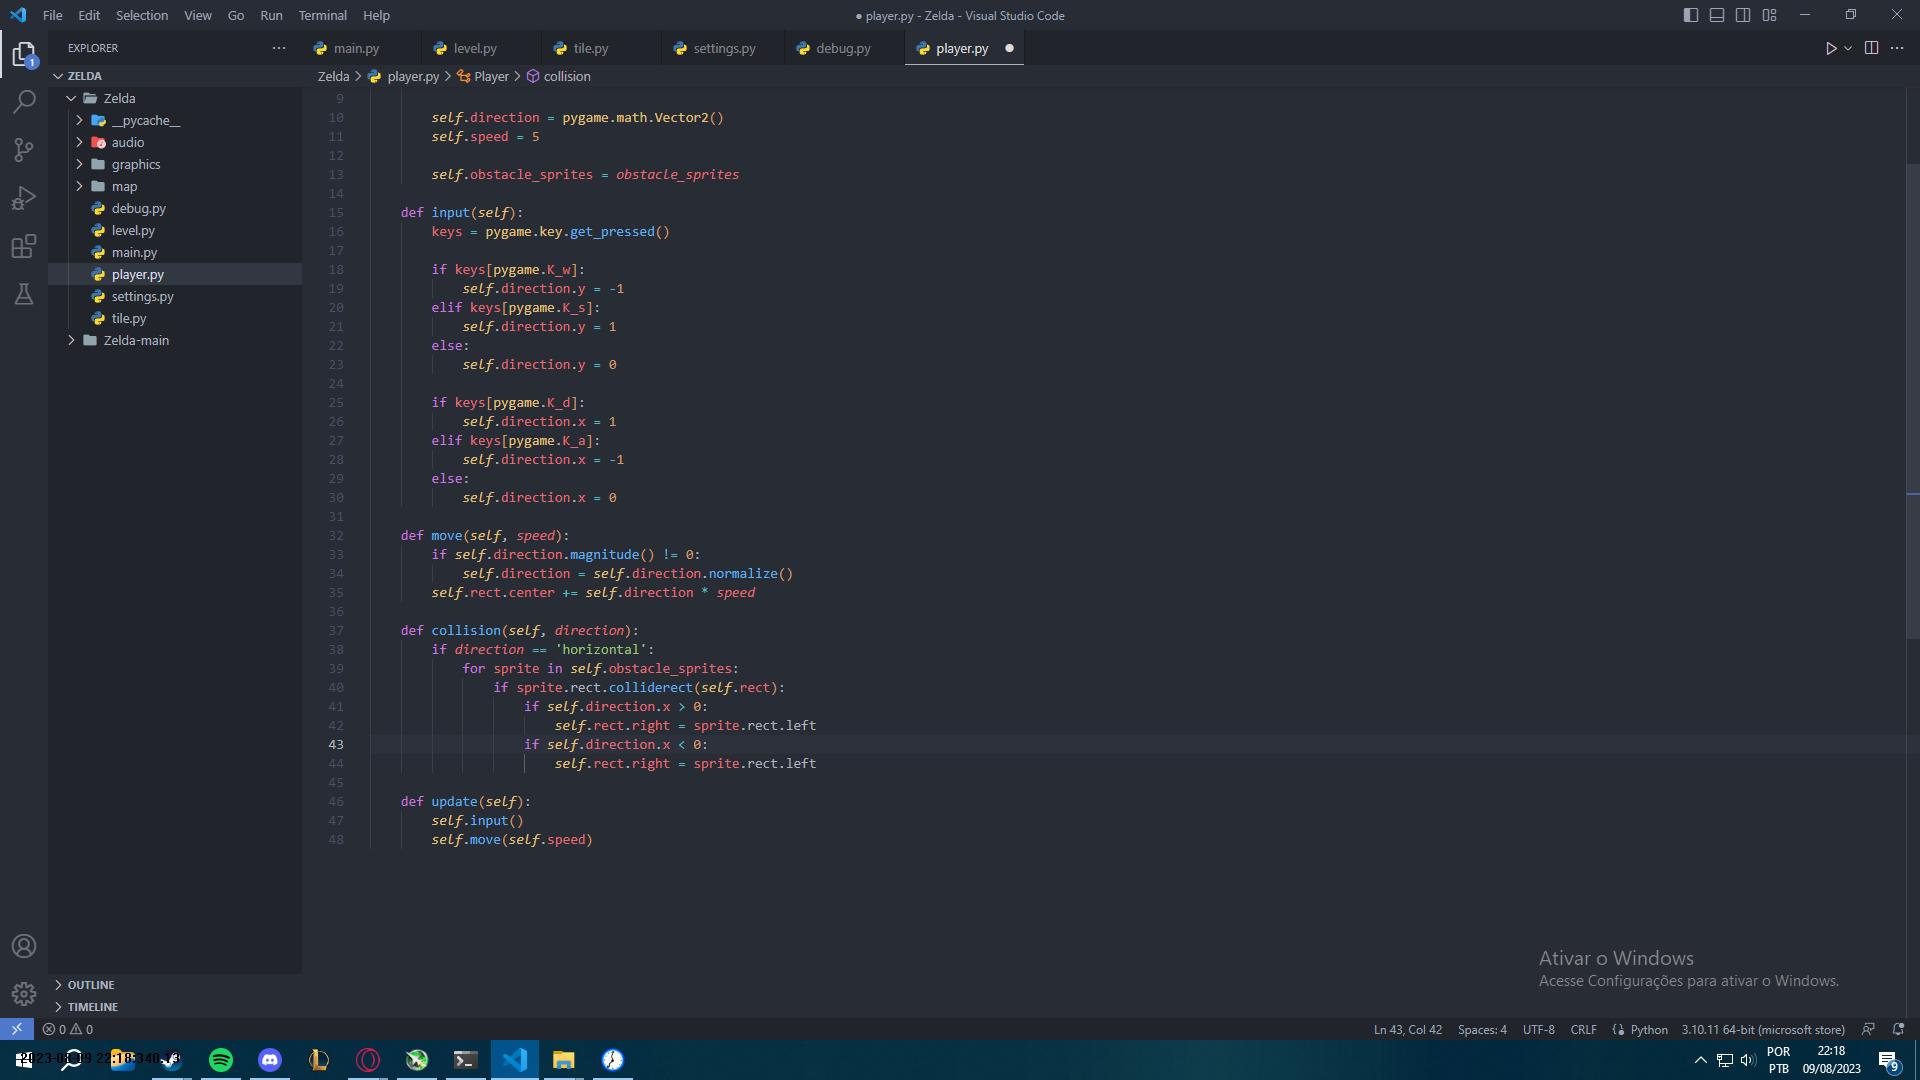 File Edit Selection View Go Run Terminal Help
● player.py - Zelda - Visual Studio Code
EXPLORER
main.py level.py tile.py settings.py debug.py player.py
ZELDA
Zelda > player.py > Player > collision
Zelda
__pycache__
audio
graphics
map
debug.py
level.py
main.py
player.py
settings.py
tile.py
Zelda-main
9
10 self.direction = pygame.math.Vector2()
11 self.speed = 5
12
13 self.obstacle_sprites = obstacle_sprites
14
15 def input(self):
16 keys = pygame.key.get_pressed()
17
18 if keys[pygame.K_w]:
19 self.direction.y = -1
20 elif keys[pygame.K_s]:
21 self.direction.y = 1
22 else:
23 self.direction.y = 0
24
25 if keys[pygame.K_d]:
26 self.direction.x = 1
27 elif keys[pygame.K_a]:
28 self.direction.x = -1
29 else:
30 self.direction.x = 0
31
32 def move(self, speed):
33 if self.direction.magnitude() != 0:
34 self.direction = self.direction.normalize()
35 self.rect.center += self.direction * speed
36
37 def collision(self, direction):
38 if direction == 'horizontal':
39 for sprite in self.obstacle_sprites:
40 if sprite.rect.colliderect(self.rect):
41 if self.direction.x > 0:
42 self.rect.right = sprite.rect.left
43 if self.direction.x < 0:
44 self.rect.right = sprite.rect.left
45
46 def update(self):
47 self.input()
48 self.move(self.speed)
1
OUTLINE
TIMELINE
Ativar o Windows
Acesse Configurações para ativar o Windows.
0 0
Ln 43, Col 42 Spaces: 4 UTF-8 CRLF Python 3.10.11 64-bit (microsoft store)
POR
PTB
22:18
09/08/2023
9